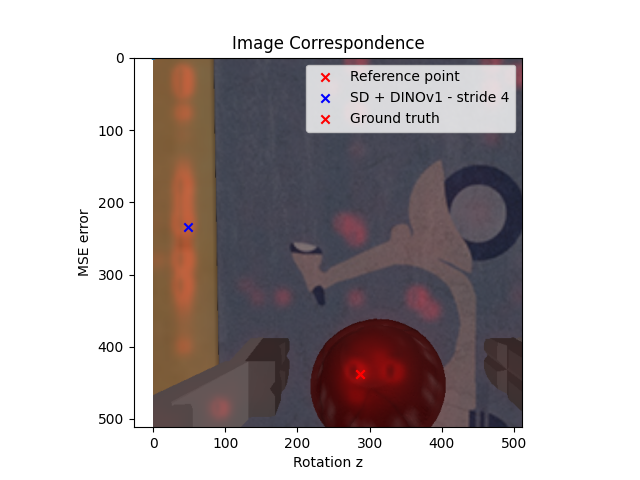 Image Correspondence
Reference point
SD + DINOv1 - stride 4
Ground truth
MSE error
0
100
200
300
400
500
0
100
200
300
400
500
Rotation z